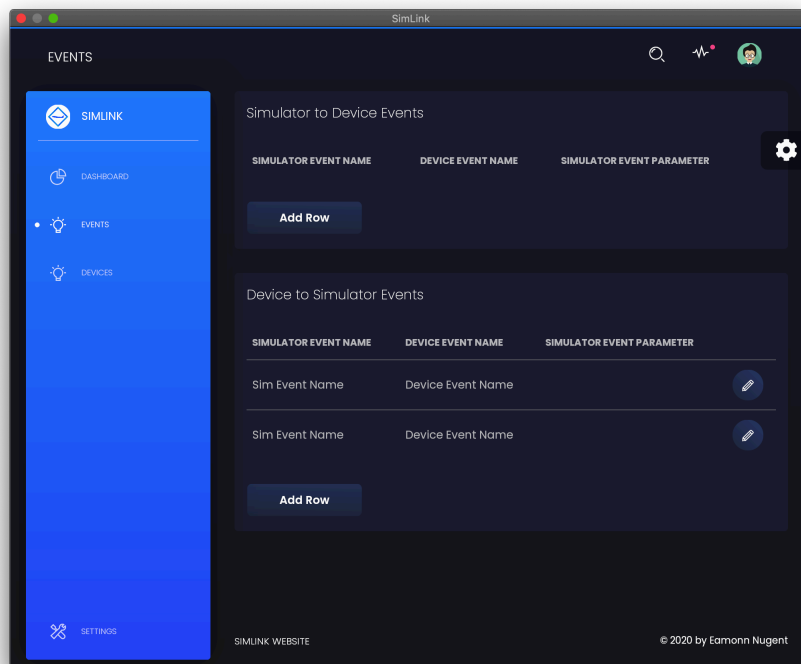 SimLink
EVENTS
SIMLINK
DASHBOARD
EVENTS
DEVICES
SETTINGS
Simulator to Device Events
SIMULATOR EVENT NAME DEVICE EVENT NAME SIMULATOR EVENT PARAMETER
Add Row
Device to Simulator Events
SIMULATOR EVENT NAME DEVICE EVENT NAME SIMULATOR EVENT PARAMETER
Sim Event Name Device Event Name
Sim Event Name Device Event Name
Add Row
SIMLINK WEBSITE © 2020 by Eamonn Nugent